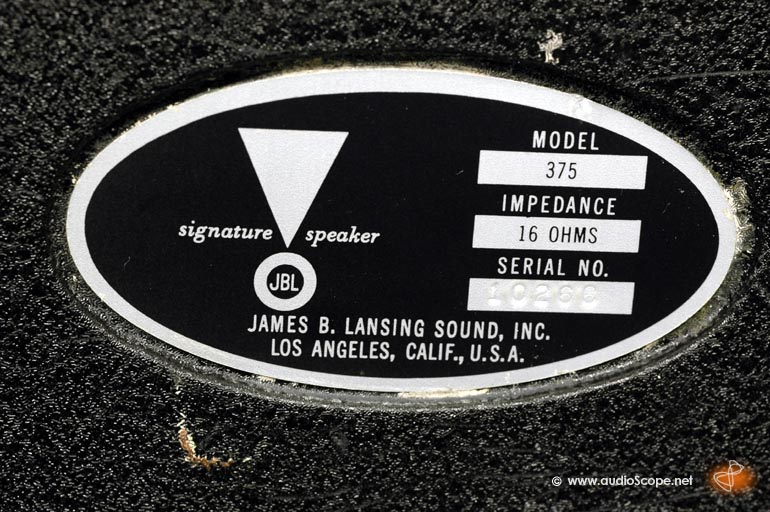 signature speaker
JBL
JAMES B. LANSING SOUND, INC.
LOS ANGELES, CALIF., U.S.A.
MODEL
375
IMPEDANCE
16 OHMS
SERIAL NO.
© www.audioScope.net